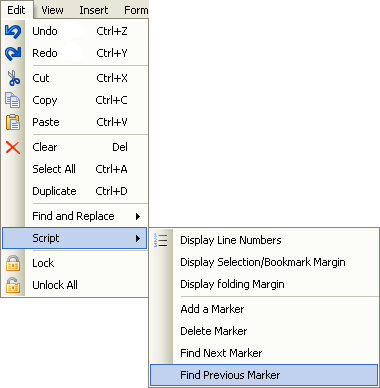 Edit View Insert Form
Undo Ctrl+Z
Redo Ctrl+Y
Cut Ctrl+X
Copy Ctrl+C
Paste Ctrl+V
Clear Del
Select All Ctrl+A
Duplicate Ctrl+D
Find and Replace
Script
Lock
Unlock All
Display Line Numbers
Display Selection/Bookmark Margin
Display folding Margin
Add a Marker
Delete Marker
Find Next Marker
Find Previous Marker